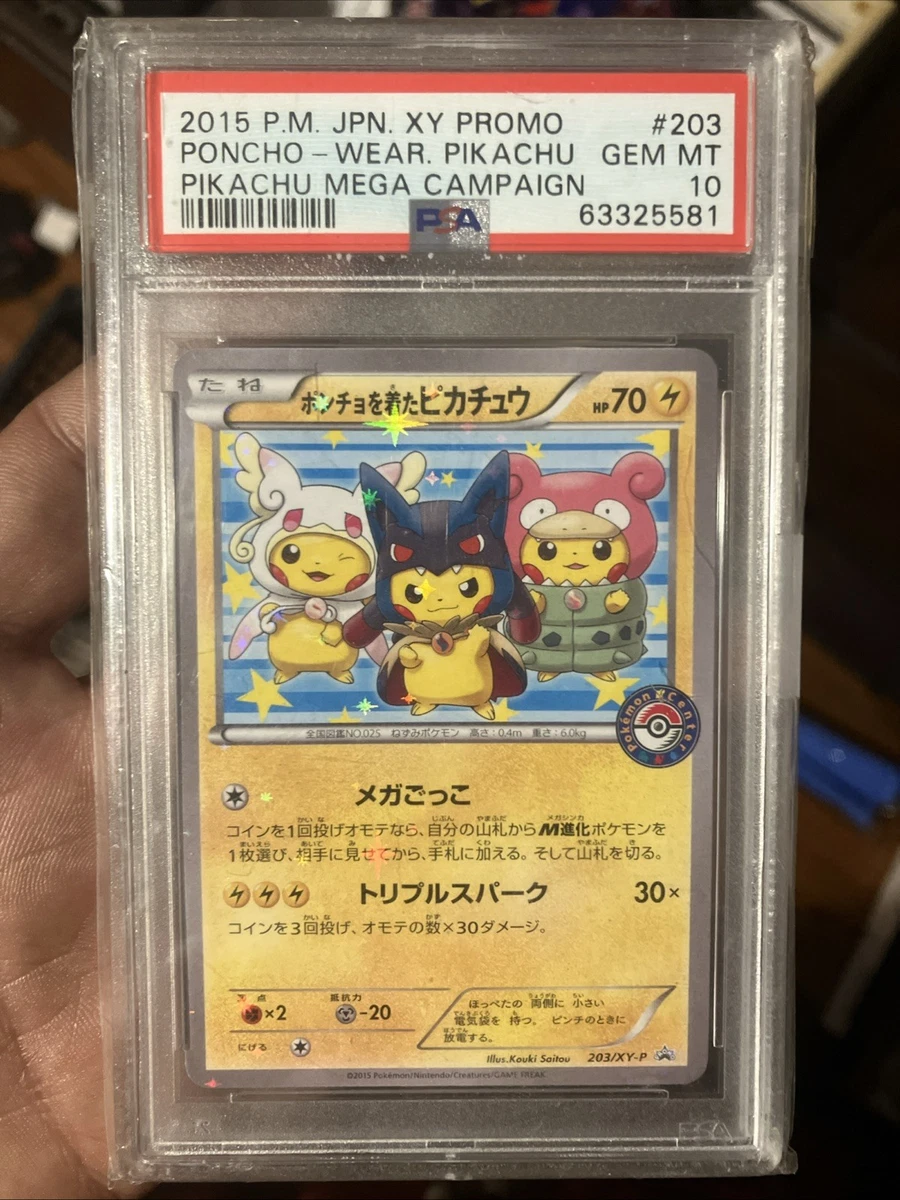 2015 P.M. JPN. XY PROMO #203
PONCHO-WEAR. PIKACHU GEM MT
PIKACHU MEGA CAMPAIGN 10
63325581
PSA
たね ポンチョを着たピカチュウ HP70
全国図鑑NO.025 ねずみポケモン 高さ:0.4m 重さ:6.0kg
Pokémon Center
メガごっこ
コインを1回投げオモテなら、自分の山札からM進化ポケモンを
1枚選び、相手に見せてから、手札に加える。そして山札を切る。
トリプルスパーク 30×
コインを3回投げ、オモテの数×30ダメージ。
弱点 ×2 抵抗力 -20
にげる
ほっぺたの 両側に 小さい
電気袋を 持つ。 ピンチのときに
放電する。
Illus.Kouki Saitou 203/XY-P
©2015 Pokémon/Nintendo/Creatures/GAME FREAK.
PSA